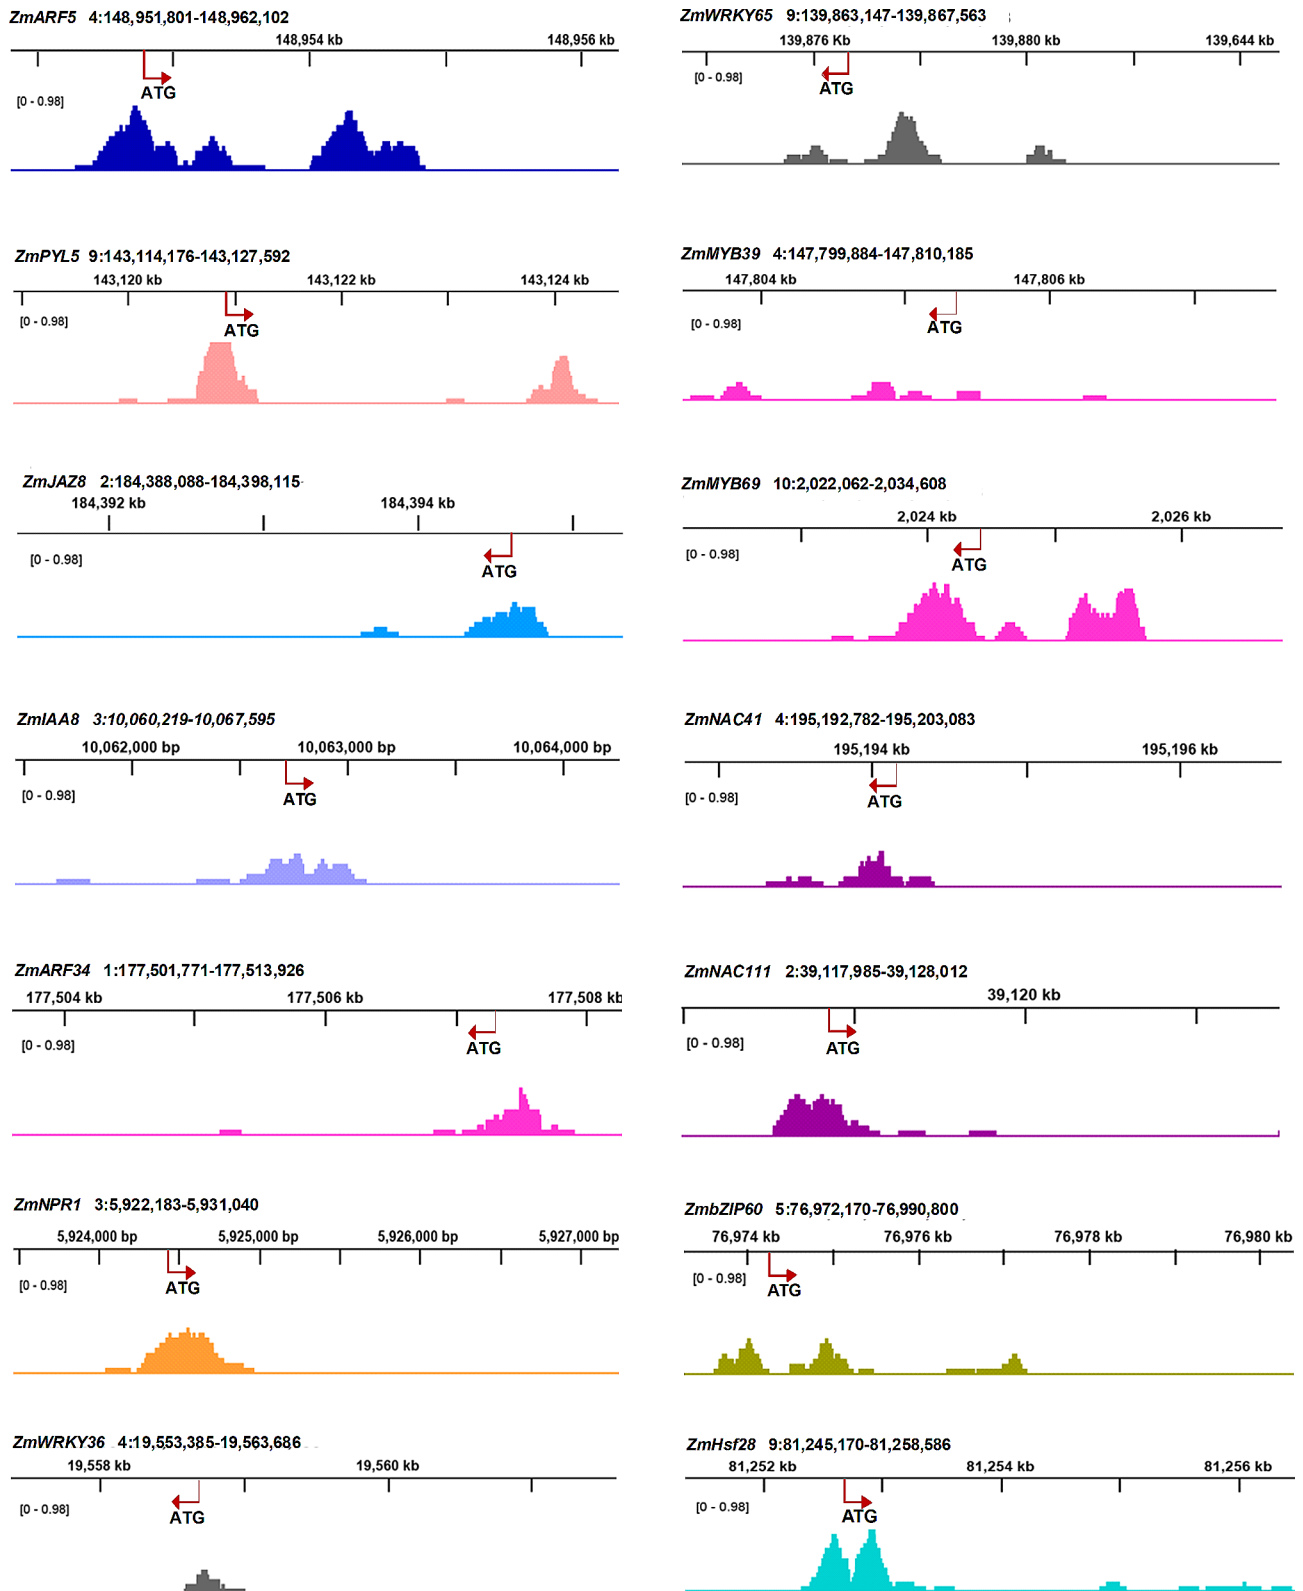 ZmARF5 4:148,951,801-148,962,102
148,954 kb 148,956 kb
ATG
[0 - 0.98]
ZmPYL5 9:143,114,176-143,127,592
143,120 kb 143,122 kb 143,124 kb
[0 - 0.98]
ATG
ZmJAZ8 2:184,388,088-184,398,115
184,392 kb 184,394 kb
[0 - 0.98]
ATG
ZmIAA8 3:10,060,219-10,067,595
10,062,000 bp 10,063,000 bp 10,064,000 bp
[0 - 0.98]
ATG
ZmARF34 1:177,501,771-177,513,926
177,504 kb 177,506 kb 177,508 kb
[0 - 0.98]
ATG
ZmNPR1 3:5,922,183-5,931,040
5,924,000 bp 5,925,000 bp 5,926,000 bp 5,927,000 bp
[0 - 0.98]
ATG
ZmWRKY36 4:19,553,385-19,563,686
19,558 kb 19,560 kb
[0 - 0.98]
ATG
ZmWRKY65 9:139,863,147-139,867,563
139,876 Kb 139,880 kb 139,644 kb
[0 - 0.98]
ATG
ZmMYB39 4:147,799,884-147,810,185
147,804 kb 147,806 kb
[0 - 0.98]
ATG
ZmMYB69 10:2,022,062-2,034,608
2,024 kb 2,026 kb
[0 - 0.98]
ATG
ZmNAC41 4:195,192,782-195,203,083
195,194 kb 195,196 kb
[0 - 0.98]
ATG
ZmNAC111 2:39,117,985-39,128,012
39,120 kb
[0 - 0.98]
ATG
ZmbZIP60 5:76,972,170-76,990,800
76,974 kb 76,976 kb 76,978 kb 76,980 kb
[0 - 0.98]
ATG
ZmHsf28 9:81,245,170-81,258,586
81,252 kb 81,254 kb 81,256 kb
[0 - 0.98]
ATG